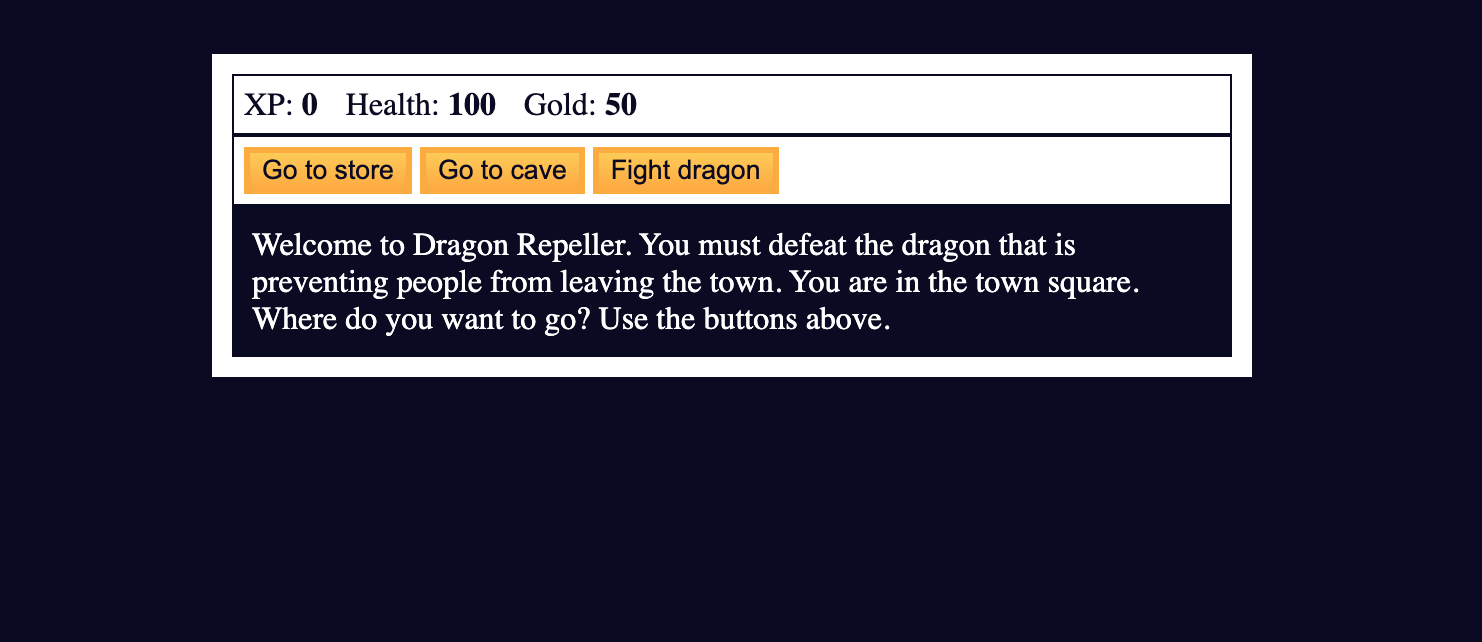 XP: 0 Health: 100 Gold: 50
Go to store Go to cave Fight dragon
Welcome to Dragon Repeller. You must defeat the dragon that is
preventing people from leaving the town. You are in the town square.
Where do you want to go? Use the buttons above.